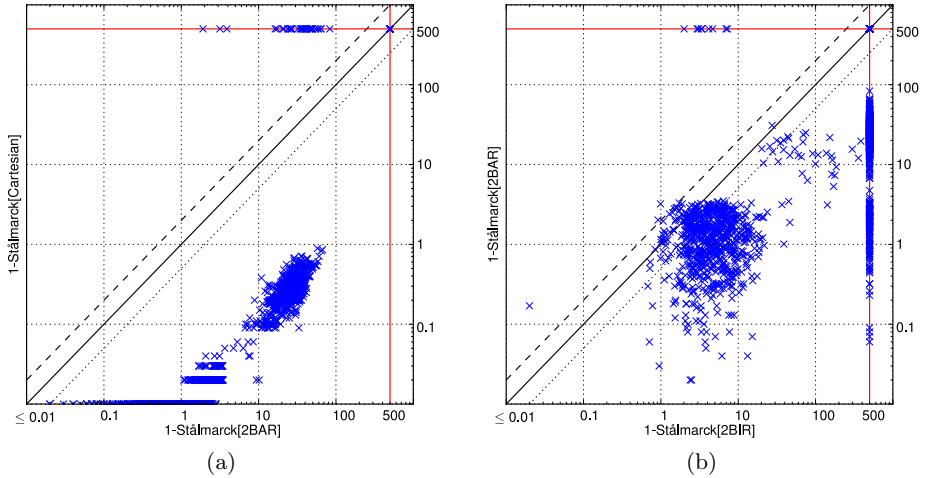 500
100
10
1
0.1
1-Stålmarck[Cartesian]
≤ 0.01 0.1 1 10 100 500
1-Stålmarck[2BAR]
(a)
500
100
10
1
0.1
1-Stålmarck[2BAR]
≤ 0.01 0.1 1 10 100 500
1-Stålmarck[2BIR]
(b)